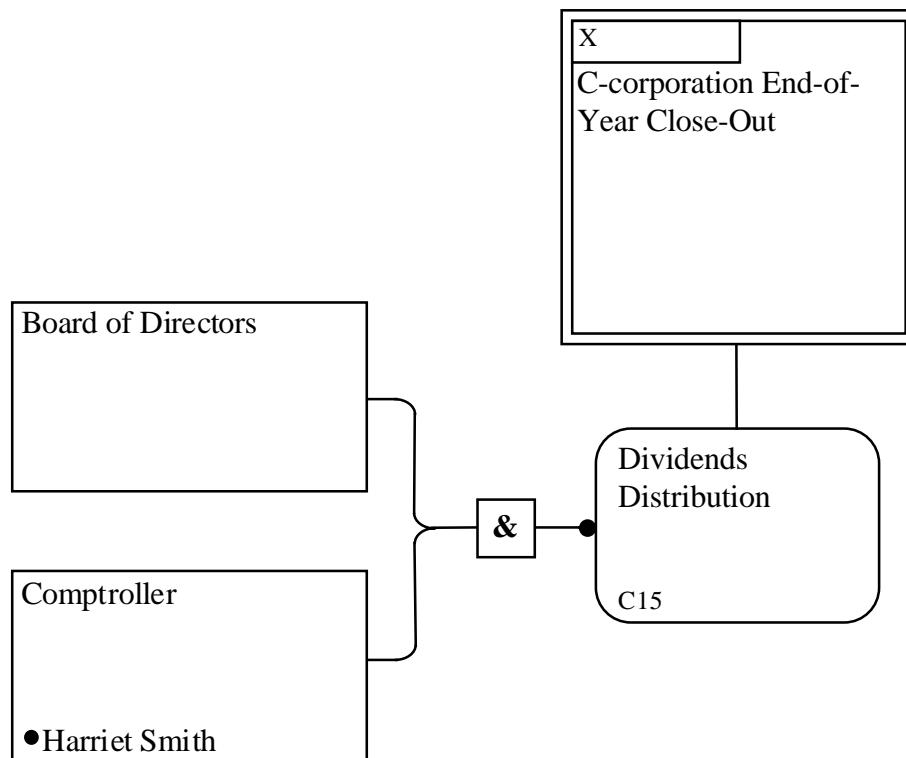 X
C-corporation End-of-
Year Close-Out
Board of Directors
Dividends
Distribution
&
C15
Comptroller
●Harriet Smith